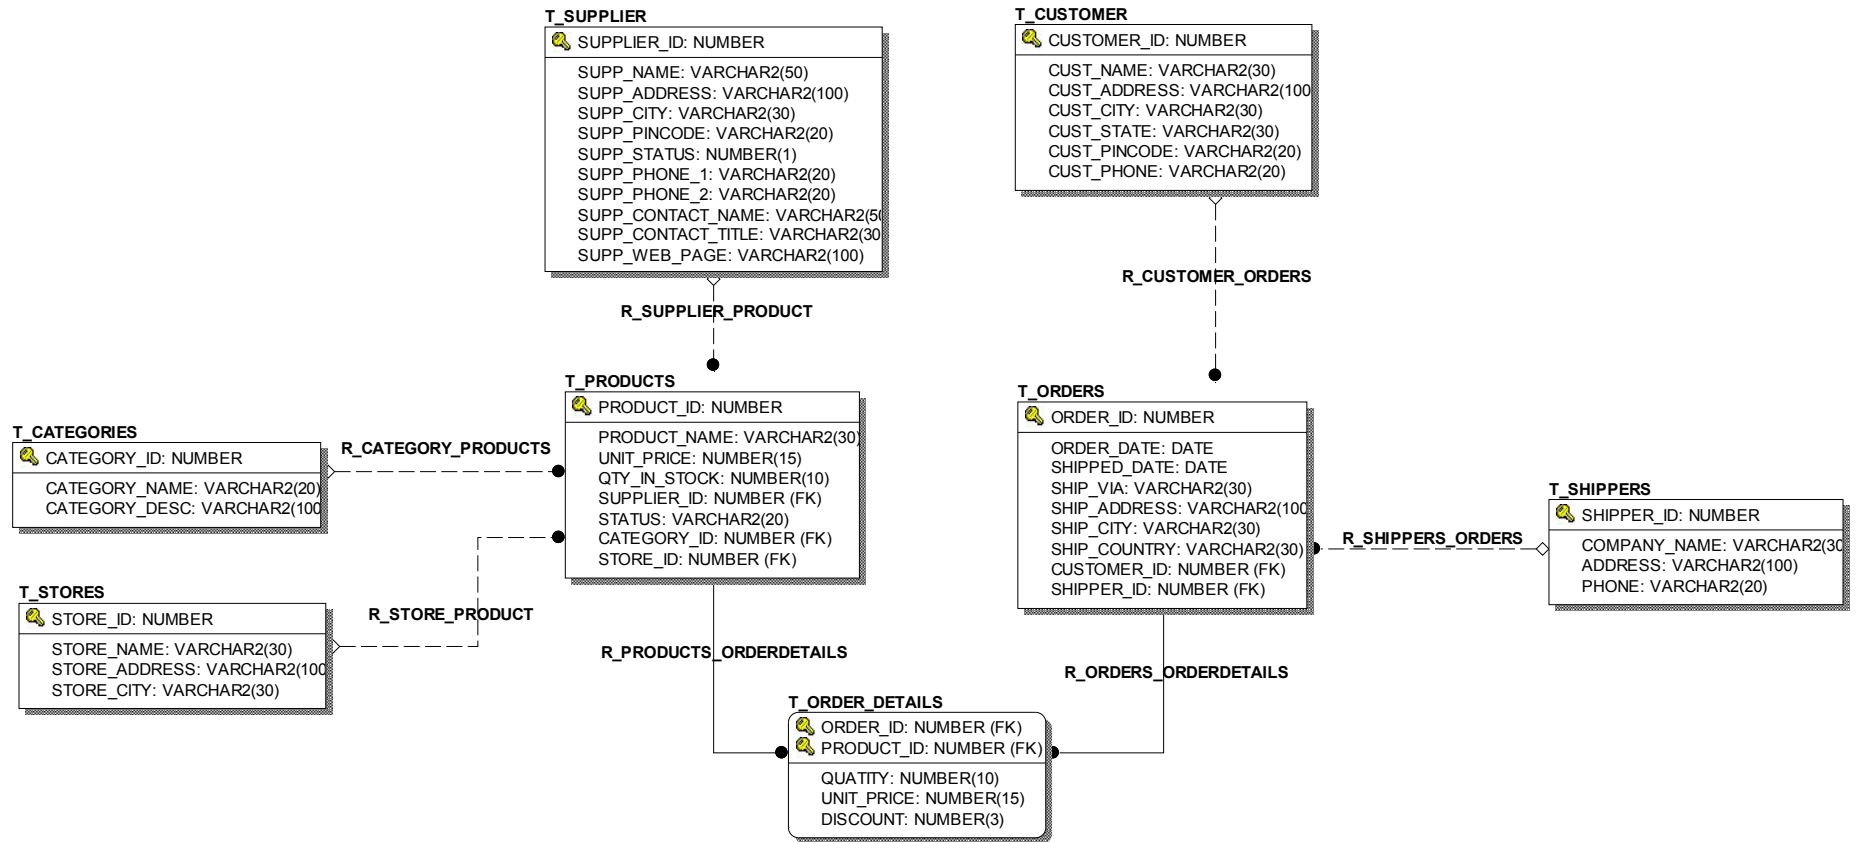 T_SUPPLIER
SUPPLIER_ID: NUMBER
SUPP_NAME: VARCHAR2(50)
SUPP_ADDRESS: VARCHAR2(100)
SUPP_CITY: VARCHAR2(30)
SUPP_PINCODE: VARCHAR2(20)
SUPP_STATUS: NUMBER(1)
SUPP_PHONE_1: VARCHAR2(20)
SUPP_PHONE_2: VARCHAR2(20)
SUPP_CONTACT_NAME: VARCHAR2(50
SUPP_CONTACT_TITLE: VARCHAR2(30
SUPP_WEB_PAGE: VARCHAR2(100)
T_CUSTOMER
CUSTOMER_ID: NUMBER
CUST_NAME: VARCHAR2(30)
CUST_ADDRESS: VARCHAR2(100
CUST_CITY: VARCHAR2(30)
CUST_STATE: VARCHAR2(30)
CUST_PINCODE: VARCHAR2(20)
CUST_PHONE: VARCHAR2(20)
R_SUPPLIER_PRODUCT
R_CUSTOMER_ORDERS
T_CATEGORIES
CATEGORY_ID: NUMBER
CATEGORY_NAME: VARCHAR2(20)
CATEGORY_DESC: VARCHAR2(100
R_CATEGORY_PRODUCTS
T_PRODUCTS
PRODUCT_ID: NUMBER
PRODUCT_NAME: VARCHAR2(30)
UNIT_PRICE: NUMBER(15)
QTY_IN_STOCK: NUMBER(10)
SUPPLIER_ID: NUMBER (FK)
STATUS: VARCHAR2(20)
CATEGORY_ID: NUMBER (FK)
STORE_ID: NUMBER (FK)
T_ORDERS
ORDER_ID: NUMBER
ORDER_DATE: DATE
SHIPPED_DATE: DATE
SHIP_VIA: VARCHAR2(30)
SHIP_ADDRESS: VARCHAR2(100
SHIP_CITY: VARCHAR2(30)
SHIP_COUNTRY: VARCHAR2(30)
CUSTOMER_ID: NUMBER (FK)
SHIPPER_ID: NUMBER (FK)
R_SHIPPERS_ORDERS
T_SHIPPERS
SHIPPER_ID: NUMBER
COMPANY_NAME: VARCHAR2(30
ADDRESS: VARCHAR2(100)
PHONE: VARCHAR2(20)
T_STORES
STORE_ID: NUMBER
STORE_NAME: VARCHAR2(30)
STORE_ADDRESS: VARCHAR2(100
STORE_CITY: VARCHAR2(30)
R_STORE_PRODUCT
R_PRODUCTS_ORDERDETAILS
R_ORDERS_ORDERDETAILS
T_ORDER_DETAILS
ORDER_ID: NUMBER (FK)
PRODUCT_ID: NUMBER (FK)
QUATITY: NUMBER(10)
UNIT_PRICE: NUMBER(15)
DISCOUNT: NUMBER(3)